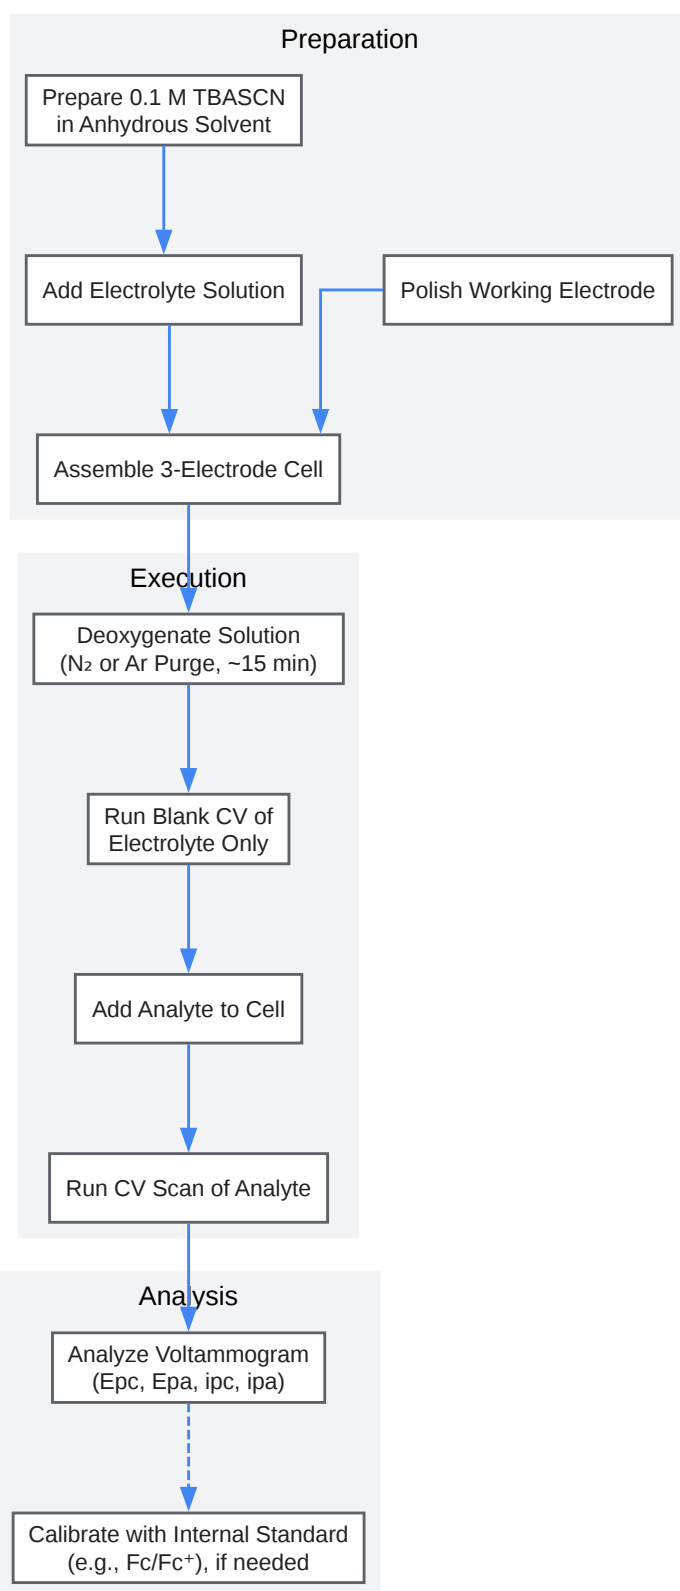 Preparation
Prepare 0.1 M TBASCN
in Anhydrous Solvent
Add Electrolyte Solution
Polish Working Electrode
Assemble 3-Electrode Cell
Execution
Deoxygenate Solution
(N₂ or Ar Purge, ~15 min)
Run Blank CV of
Electrolyte Only
Add Analyte to Cell
Run CV Scan of Analyte
Analysis
Analyze Voltammogram
(Epc, Epa, ipc, ipa)
Calibrate with Internal Standard
(e.g., Fc/Fc⁺), if needed